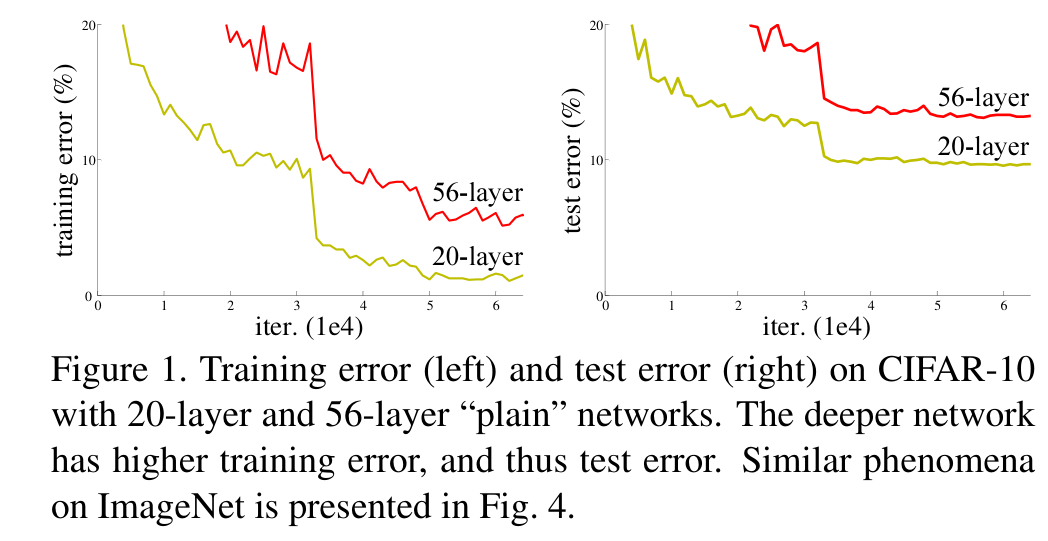 20
10
0
training error (%)
56-layer
20-layer
0 1 2 3 4 5 6
iter. (1e4)
20
10
0
test error (%)
56-layer
20-layer
0 1 2 3 4 5 6
iter. (1e4)
Figure 1. Training error (left) and test error (right) on CIFAR-10
with 20-layer and 56-layer “plain” networks. The deeper network
has higher training error, and thus test error. Similar phenomena
on ImageNet is presented in Fig. 4.